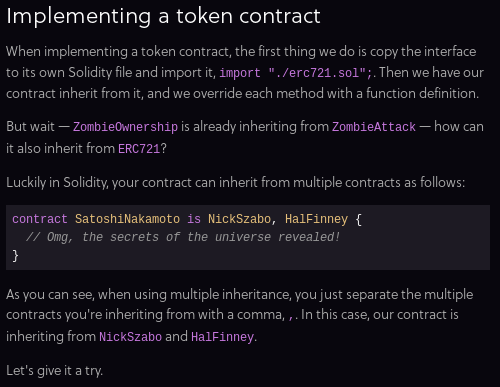 Implementing a token contract
When implementing a token contract, the first thing we do is copy the interface
to its own Solidity file and import it, import "./erc721.sol";. Then we have our
contract inherit from it, and we override each method with a function definition.
But wait — ZombieOwnership is already inheriting from ZombieAttack — how can
it also inherit from ERC721?
Luckily in Solidity, your contract can inherit from multiple contracts as follows:
contract SatoshiNakamoto is NickSzabo, HalFinney {
  // Omg, the secrets of the universe revealed!
}
As you can see, when using multiple inheritance, you just separate the multiple
contracts you're inheriting from with a comma, ,. In this case, our contract is
inheriting from NickSzabo and HalFinney.
Let's give it a try.